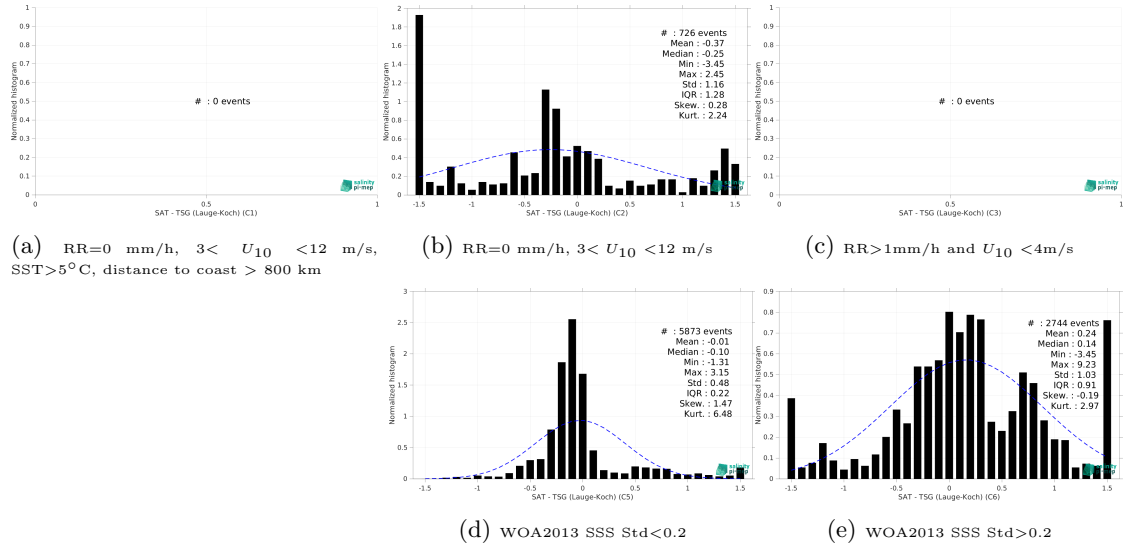 1
0.9
0.8
0.7
0.6
0.5
0.4
0.3
0.2
0.1
0
Normalized histogram
# : 0 events
salinity
pi-mep
0 0.5 1
SAT - TSG (Lauge-Koch) (C1)
(a) RR=0 mm/h, 3< U10 <12 m/s,
SST>5°C, distance to coast > 800 km
2
1.8
1.6
1.4
1.2
1
0.8
0.6
0.4
0.2
0
Normalized histogram
# : 726 events
Mean : -0.37
Median : -0.25
Min : -3.45
Max : 2.45
Std : 1.16
IQR : 1.28
Skew. : 0.28
Kurt. : 2.24
salinity
pi-mep
-1.5 -1 -0.5 0 0.5 1 1.5
SAT - TSG (Lauge-Koch) (C2)
(b) RR=0 mm/h, 3< U10 <12 m/s
1
0.9
0.8
0.7
0.6
0.5
0.4
0.3
0.2
0.1
0
Normalized histogram
# : 0 events
salinity
pi-mep
0 0.5 1
SAT - TSG (Lauge-Koch) (C3)
(c) RR>1mm/h and U10 <4m/s
3
2.5
2
1.5
1
0.5
0
Normalized histogram
# : 5873 events
Mean : -0.01
Median : -0.10
Min : -1.31
Max : 3.15
Std : 0.48
IQR : 0.22
Skew. : 1.47
Kurt. : 6.48
salinity
pi-mep
-1.5 -1 -0.5 0 0.5 1 1.5
SAT - TSG (Lauge-Koch) (C5)
(d) WOA2013 SSS Std<0.2
0.9
0.8
0.7
0.6
0.5
0.4
0.3
0.2
0.1
0
Normalized histogram
# : 2744 events
Mean : 0.24
Median : 0.14
Min : -3.45
Max : 9.23
Std : 1.03
IQR : 0.91
Skew. : -0.19
Kurt. : 2.97
salinity
pi-mep
-1.5 -1 -0.5 0 0.5 1 1.5
SAT - TSG (Lauge-Koch) (C6)
(e) WOA2013 SSS Std>0.2